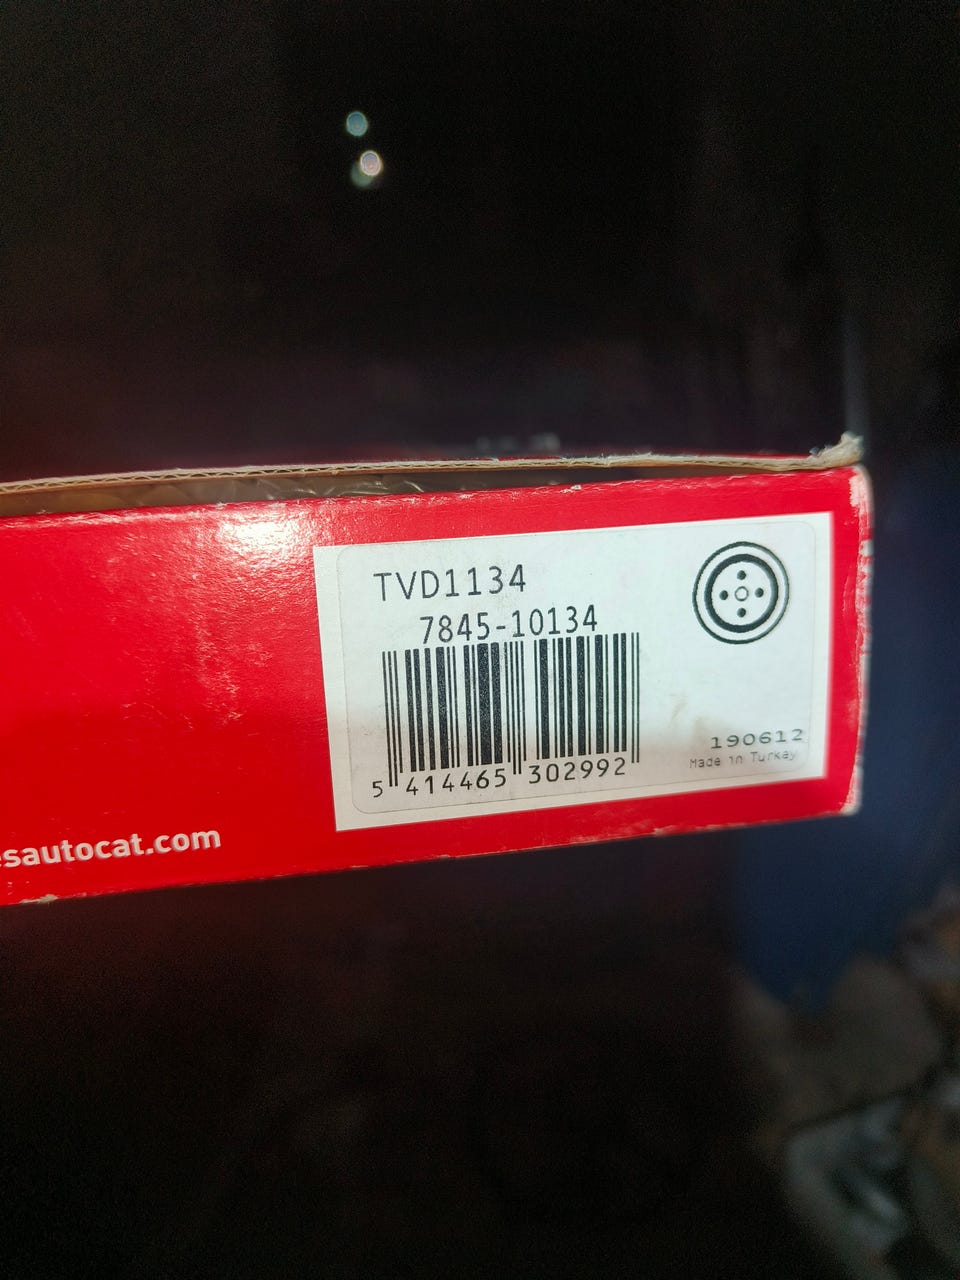 TVD1134
7845-10134
5 414465 302992
190612
Made in Turkey
esautocat.com